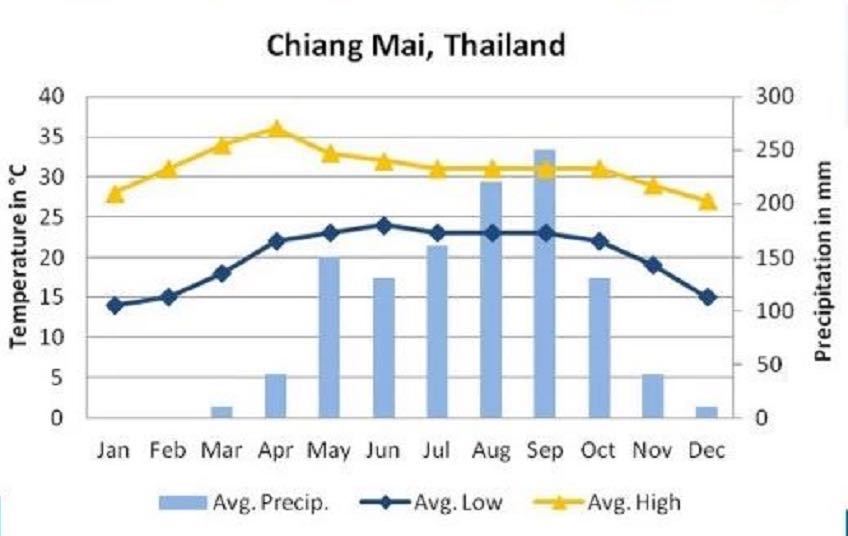 Chiang Mai, Thailand
40 300
35 250
30 200
25 150
20 100
15 50
10 0
5
0
Temperature in °C
Precipitation in mm
Jan Feb Mar Apr May Jun Jul Aug Sep Oct Nov Dec
Avg. Precip. Avg. Low Avg. High